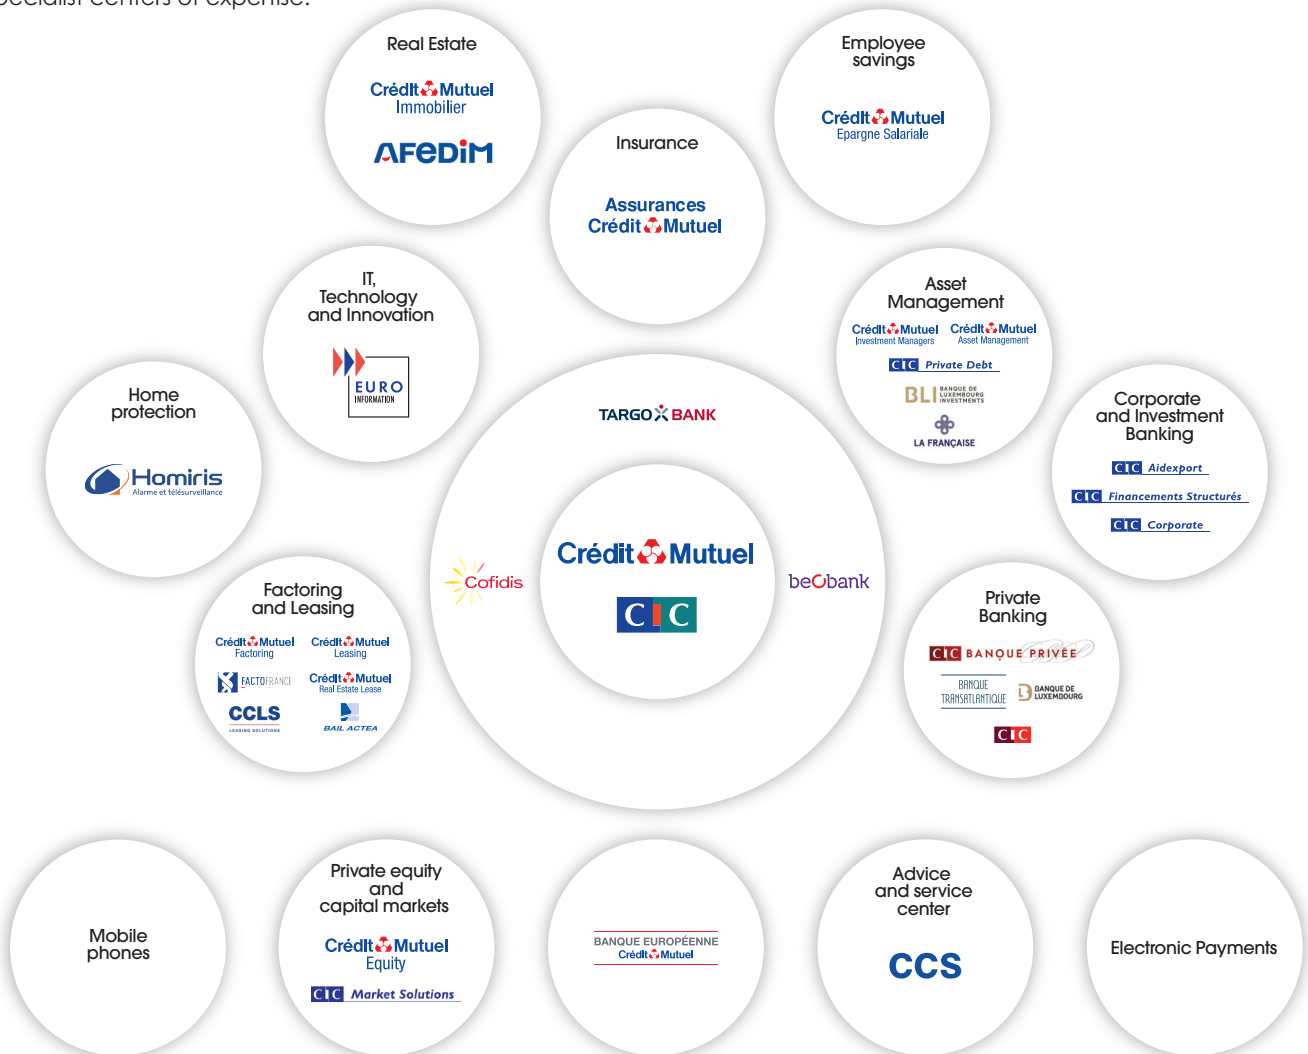 specialist centers of expertise.
Real Estate
Crédit Mutuel
Immobilier
AFEDIM
Employee
savings
Crédit Mutuel
Epargne Salariale
Insurance
Assurances
Crédit Mutuel
IT,
Technology
and Innovation
EURO
INFORMATION
Asset
Management
Crédit Mutuel
Investment Managers
Crédit Mutuel
Asset Management
CIC Private Debt
BLI BANQUE DE
LUXEMBOURG
INVESTMENTS
LA FRANÇAISE
Home
protection
Homiris
Alarme et télésurveillance
Corporate
and Investment
Banking
CIC Aidexport
CIC Financements Structurés
CIC Corporate
TARGO BANK
Crédit Mutuel
CIC
Cofidis
beobank
Factoring
and Leasing
Crédit Mutuel
Factoring
Crédit Mutuel
Leasing
FACTOFRANCE
Crédit Mutuel
Real Estate Lease
CCLS
LEASING SOLUTIONS
BAIL ACTEA
Private
Banking
CIC BANQUE PRIVÉE
BANQUE
TRANSATLANTIQUE
BANQUE DE
LUXEMBOURG
CIC
Mobile
phones
Private equity
and
capital markets
Crédit Mutuel
Equity
CIC Market Solutions
BANQUE EUROPÉENNE
Crédit Mutuel
Advice
and service
center
CCS
Electronic Payments